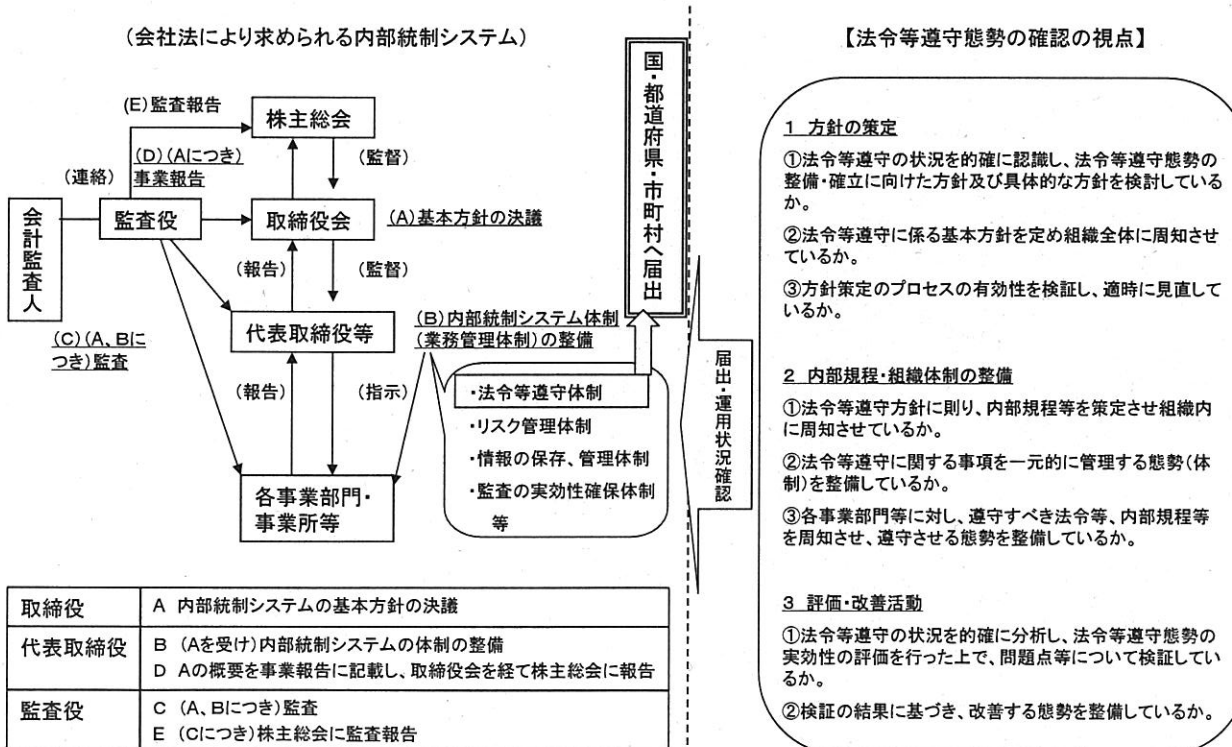 (会社法により求められる内部統制システム)
(E)監査報告
株主総会
(D)(Aにつき)
事業報告
(監督)
(連絡)
会計監査人
監査役
取締役会
(A)基本方針の決議
(報告)
(監督)
代表取締役等
(C)(A、Bに
つき)監査
(B)内部統制システム体制
(業務管理体制)の整備
(報告)
(指示)
・法令等遵守体制
・リスク管理体制
・情報の保存、管理体制
・監査の実効性確保体制
等
各事業部門・
事業所等
国・都道府県・市町村へ届出
届出・運用状況確認
取締役
A 内部統制システムの基本方針の決議
代表取締役
B (Aを受け)内部統制システムの体制の整備
D Aの概要を事業報告に記載し、取締役会を経て株主総会に報告
監査役
C (A、Bにつき)監査
E (Cにつき)株主総会に監査報告
【法令等遵守態勢の確認の視点】
1 方針の策定
①法令等遵守の状況を的確に認識し、法令等遵守態勢の
整備・確立に向けた方針及び具体的な方針を検討している
か。
②法令等遵守に係る基本方針を定め組織全体に周知させ
ているか。
③方針策定のプロセスの有効性を検証し、適時に見直して
いるか。
2 内部規程・組織体制の整備
①法令等遵守方針に則り、内部規程等を策定させ組織内
に周知させているか。
②法令等遵守に関する事項を一元的に管理する態勢(体
制)を整備しているか。
③各事業部門等に対し、遵守すべき法令等、内部規程等
を周知させ、遵守させる態勢を整備しているか。
3 評価・改善活動
①法令等遵守の状況を的確に分析し、法令等遵守態勢の
実効性の評価を行った上で、問題点等について検証してい
るか。
②検証の結果に基づき、改善する態勢を整備しているか。